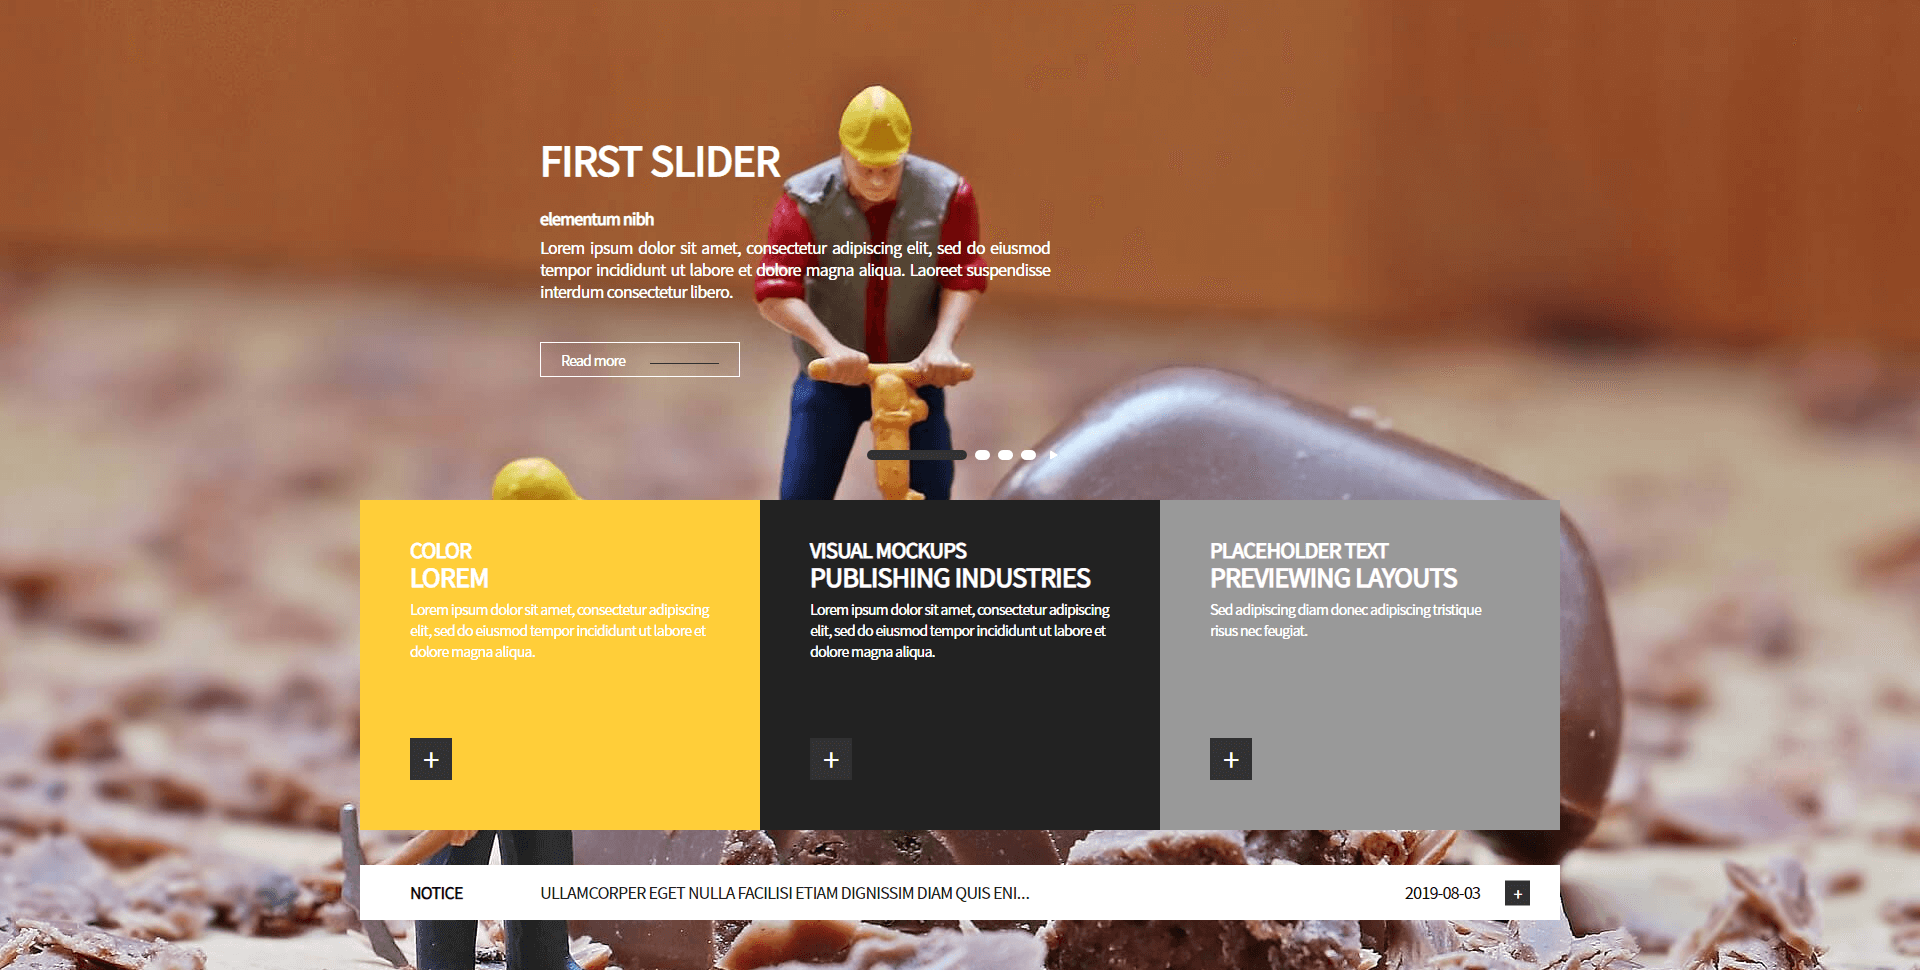 FIRST SLIDER
elementum nibh
Lorem ipsum dolor sit amet, consectetur adipiscing elit, sed do eiusmod
tempor incididunt ut labore et dolore magna aliqua. Laoreet suspendisse
interdum consectetur libero.
Read more
COLOR
LOREM
Lorem ipsum dolor sit amet, consectetur adipiscing
elit, sed do eiusmod tempor incididunt ut labore et
dolore magna aliqua.
+
VISUAL MOCKUPS
PUBLISHING INDUSTRIES
Lorem ipsum dolor sit amet, consectetur adipiscing
elit, sed do eiusmod tempor incididunt ut labore et
dolore magna aliqua.
+
PLACEHOLDER TEXT
PREVIEWING LAYOUTS
Sed adipiscing diam donec adipiscing tristique
risus nec feugiat.
+
NOTICE ULLAMCORPER EGET NULLA FACILISI ETIAM DIGNISSIM DIAM QUIS ENI... 2019-08-03 +